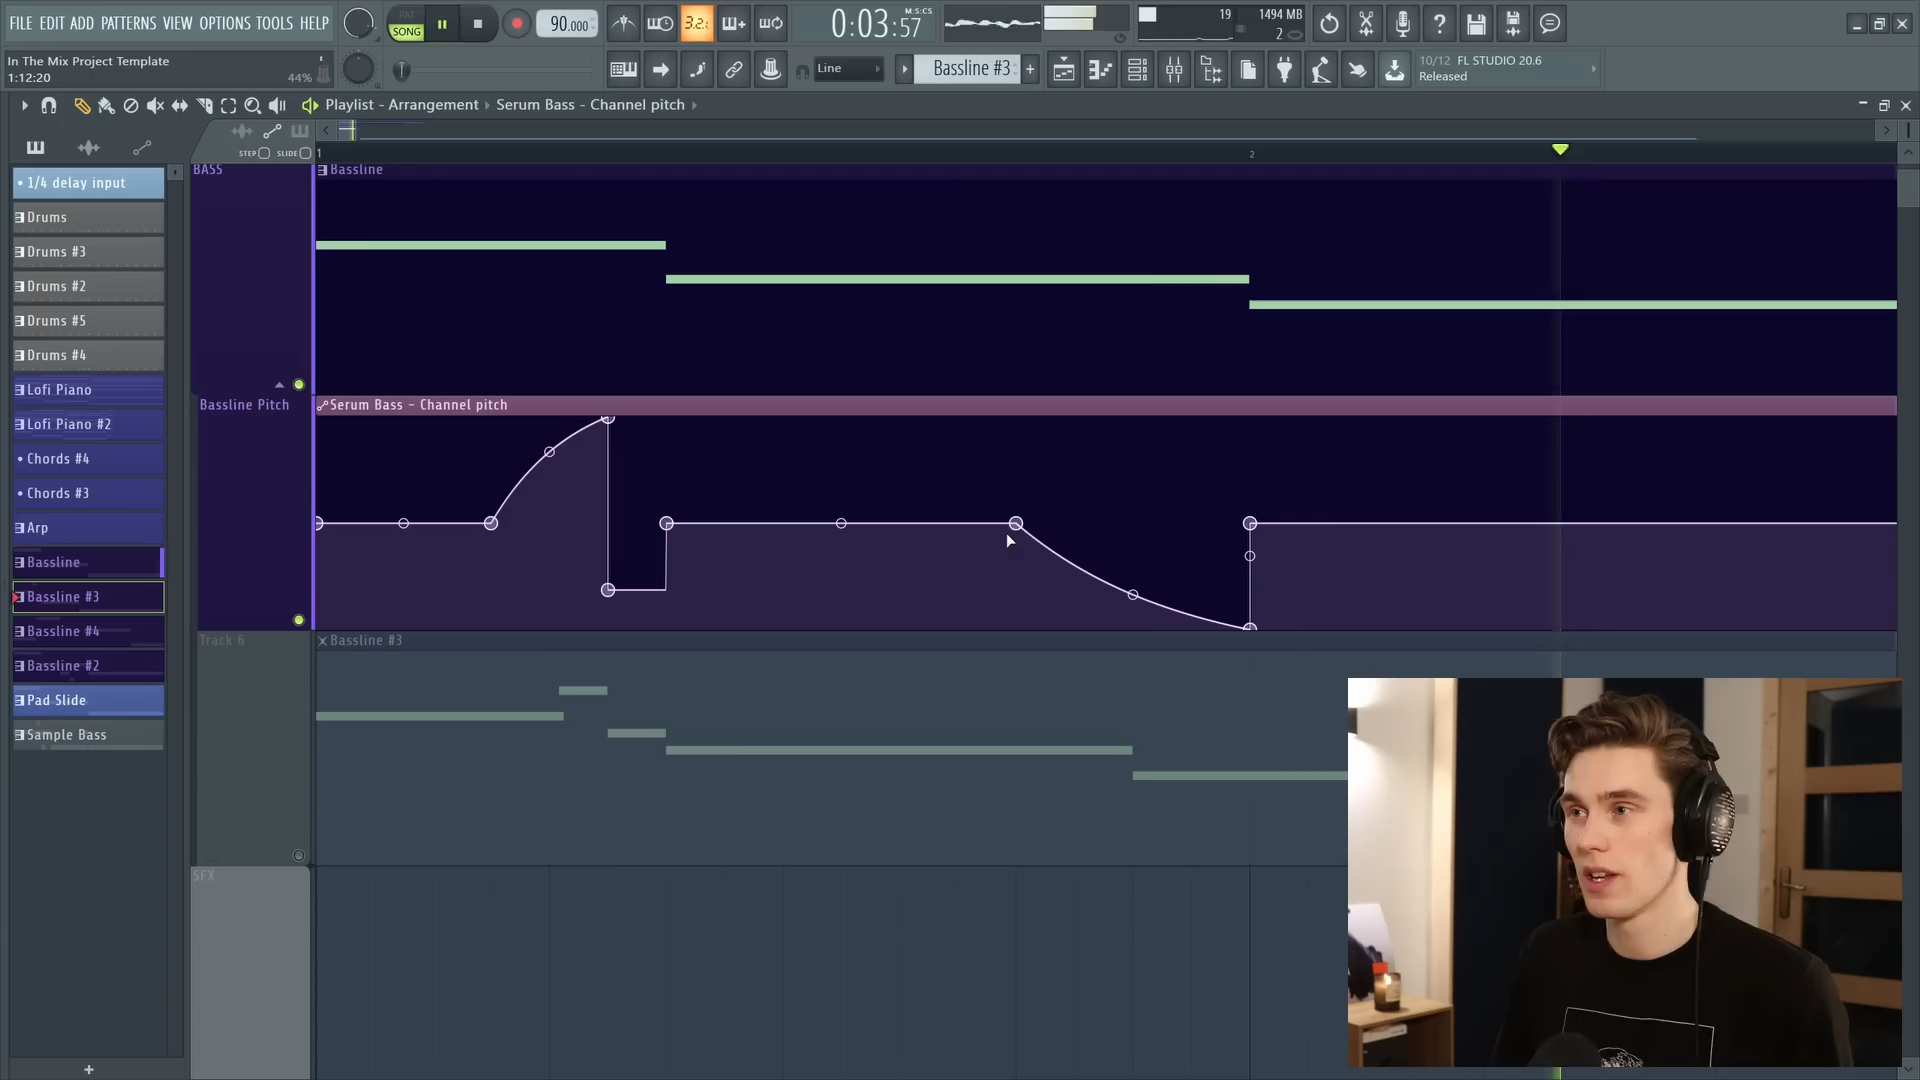 FILE EDIT ADD PATTERNS VIEW OPTIONS TOOLS HELP
PAT
SONG
90.000
3.2.
0:03:57
M:S:CS
19
1494 MB
2
In The Mix Project Template
1:12:20
44%
Line
Bassline #3
10/12 FL STUDIO 20.6
Released
Playlist - Arrangement
Serum Bass - Channel pitch
STEP
SLIDE
1
2
1/4 delay input
Drums
Drums #3
Drums #2
Drums #5
Drums #4
Lofi Piano
Lofi Piano #2
Chords #4
Chords #3
Arp
Bassline
Bassline #3
Bassline #4
Bassline #2
Pad Slide
Sample Bass
BASS
Bassline
Bassline Pitch
Serum Bass - Channel pitch
Track 6
Bassline #3
SFX